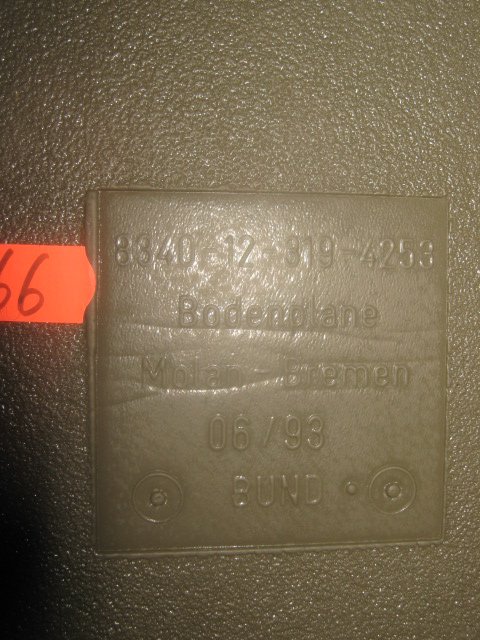 66
8340-12-319-4253
Bodenplane
Molan-Bremen
06/93
BUND